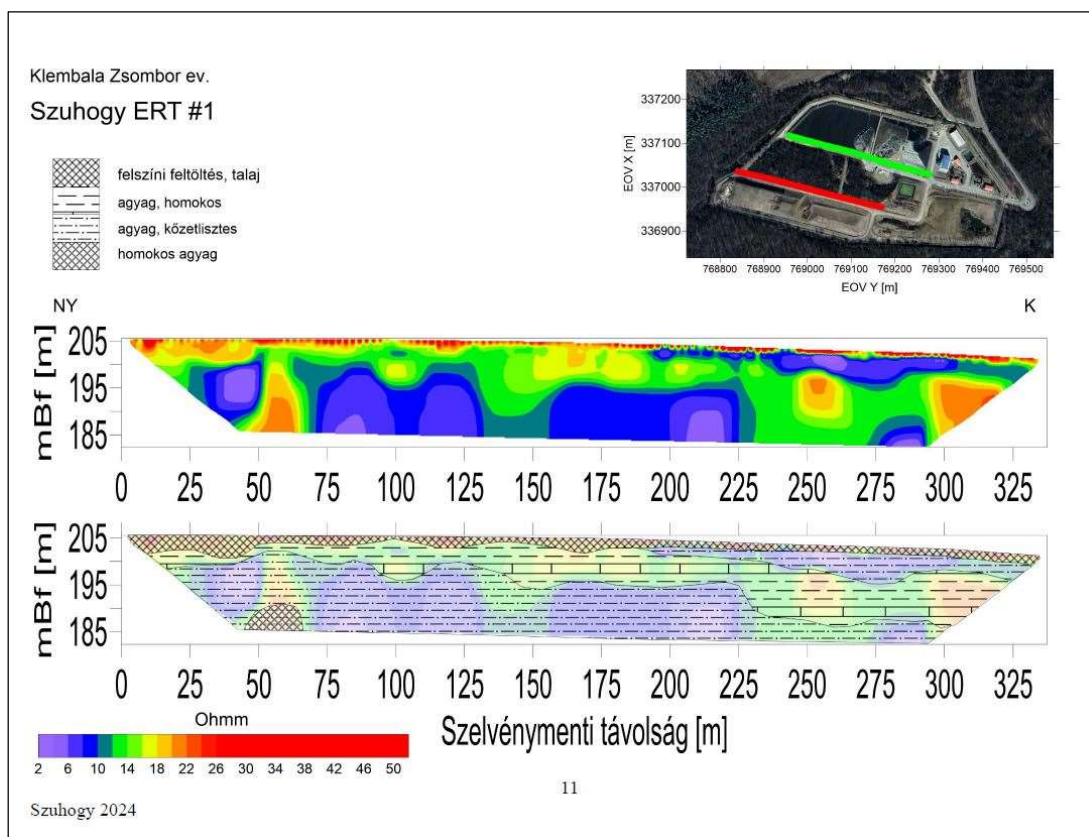 Klembala Zsombor ev.
Szuhogy ERT #1
felszíni feltöltés, talaj
agyag, homokos
agyag, kőzetlisztes
homokos agyag
EOV X [m]
337200
337100
337000
336900
768800 768900 769000 769100 769200 769300 769400 769500
EOV Y [m]
NY
K
mBf [m]
205
195
185
0 25 50 75 100 125 150 175 200 225 250 275 300 325
mBf [m]
205
195
185
0 25 50 75 100 125 150 175 200 225 250 275 300 325
Szelvénymenti távolság [m]
Ohmm
2 6 10 14 18 22 26 30 34 38 42 46 50
11
Szuhogy 2024